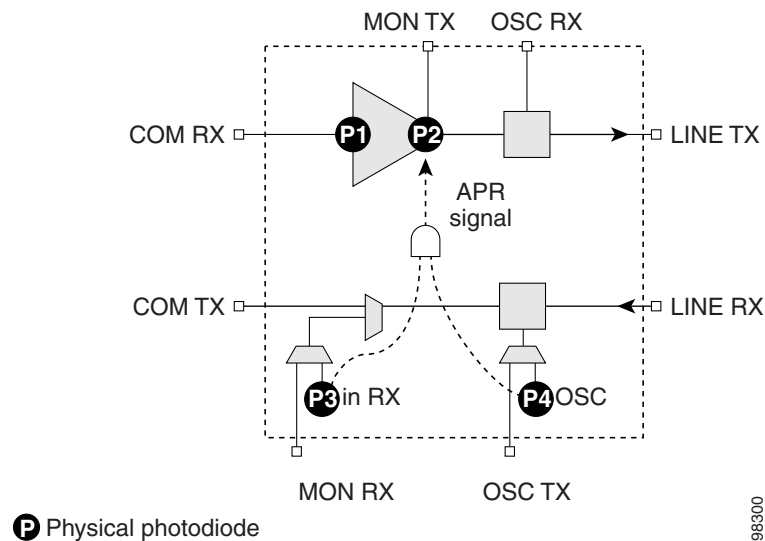 MON TX OSC RX
COM RX P1 P2 LINE TX
APR
signal
COM TX LINE RX
P3 in RX P4 OSC
MON RX OSC TX
P Physical photodiode
98300